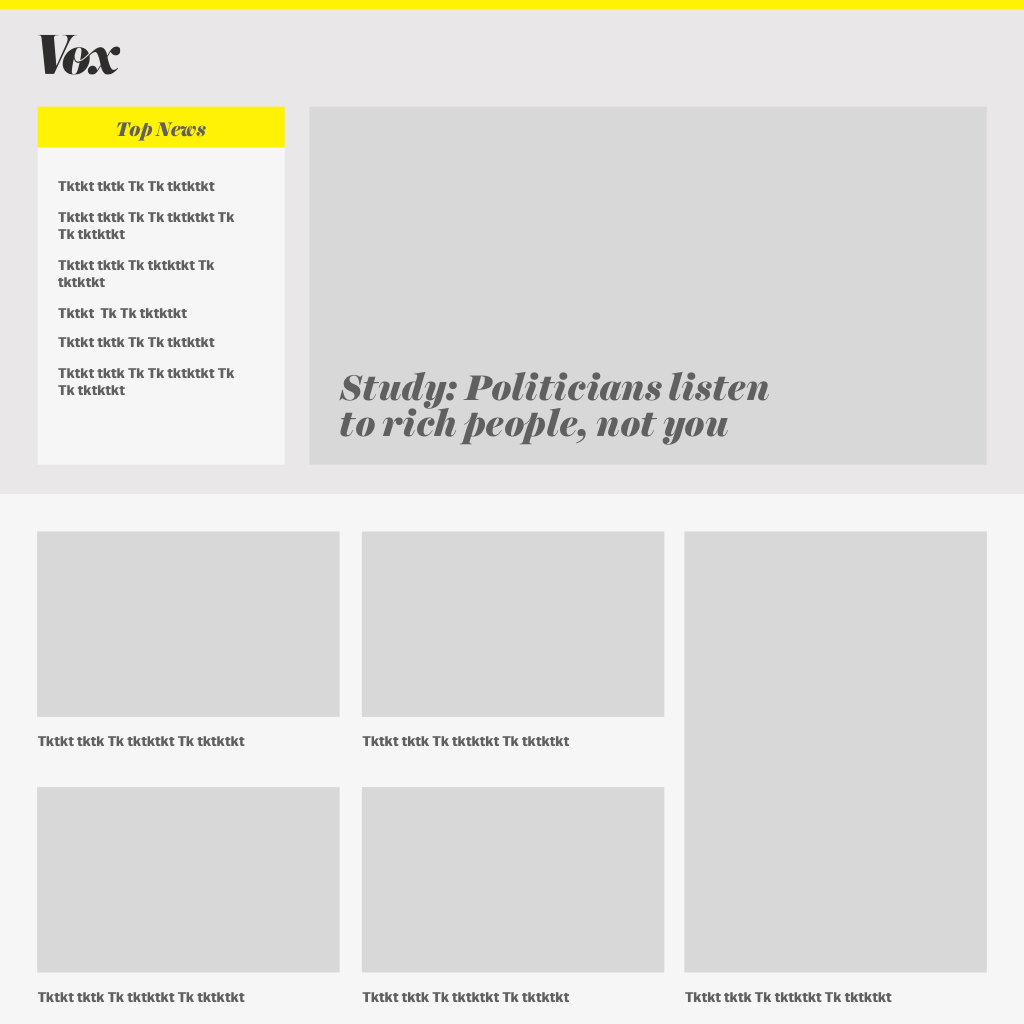 Vox
Top News
Tktkt tktk Tk Tk tktktkt
Tktkt tktk Tk Tk tktktkt Tk
Tk tktktkt
Tktkt tktk Tk tktktkt Tk
tktktkt
Tktkt  Tk Tk tktktkt
Tktkt tktk Tk Tk tktktkt
Tktkt tktk Tk Tk tktktkt Tk
Tk tktktkt
Study: Politicians listen
to rich people, not you
Tktkt tktk Tk tktktkt Tk tktktkt
Tktkt tktk Tk tktktkt Tk tktktkt
Tktkt tktk Tk tktktkt Tk tktktkt
Tktkt tktk Tk tktktkt Tk tktktkt
Tktkt tktk Tk tktktkt Tk tktktkt